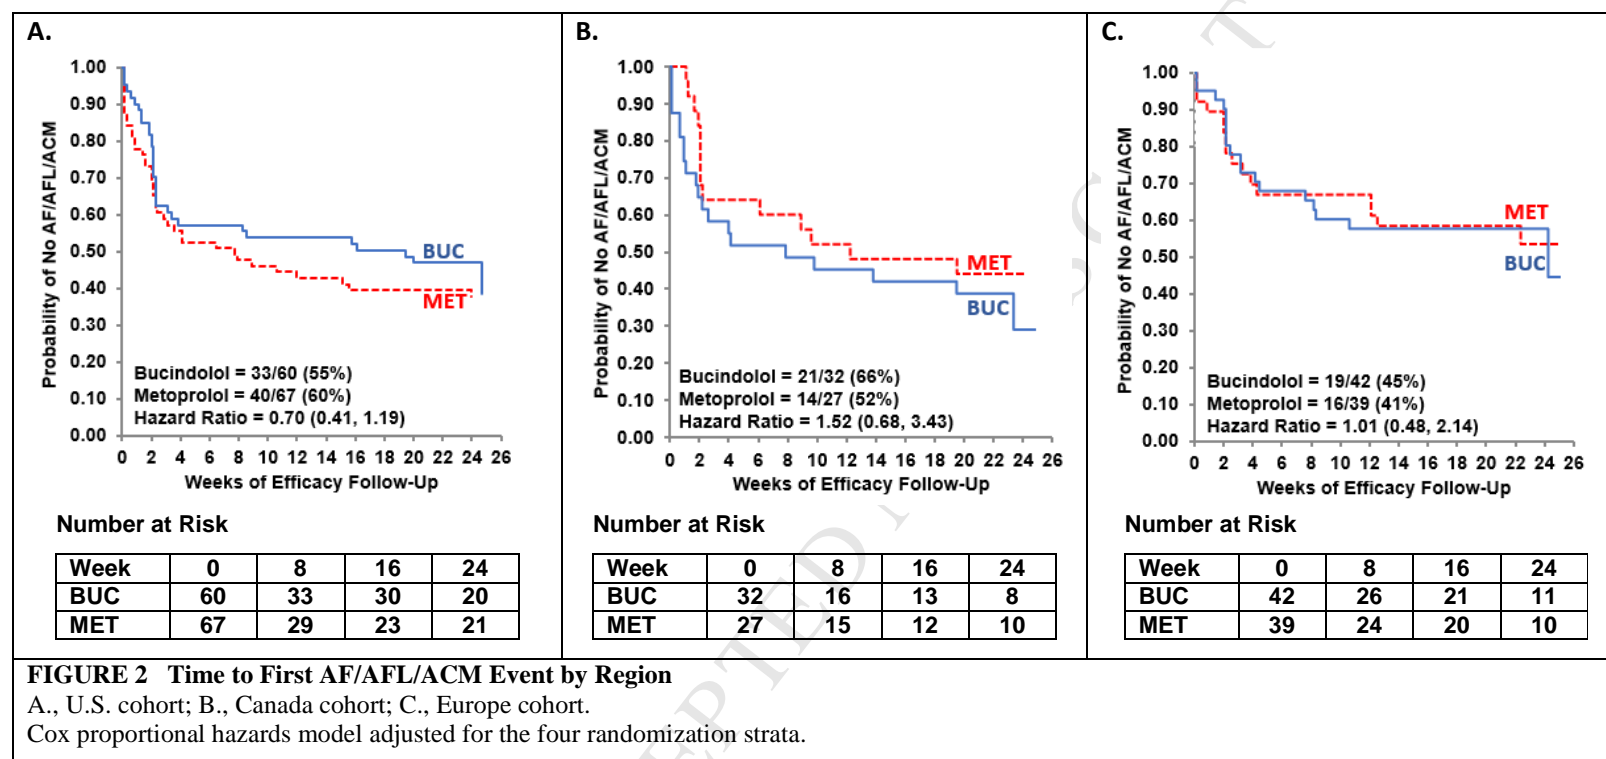 A.
1.00
0.90
0.80
0.70
0.60
0.50
0.40
0.30
0.20
0.10
0.00
Probability of No AF/AFL/ACM
BUC
MET
Bucindolol = 33/60 (55%)
Metoprolol = 40/67 (60%)
Hazard Ratio = 0.70 (0.41, 1.19)
0 2 4 6 8 10 12 14 16 18 20 22 24 26
Weeks of Efficacy Follow-Up
Number at Risk
Week 0 8 16 24
BUC 60 33 30 20
MET 67 29 23 21
B.
1.00
0.90
0.80
0.70
0.60
0.50
0.40
0.30
0.20
0.10
0.00
Probability of No AF/AFL/ACM
MET
BUC
Bucindolol = 21/32 (66%)
Metoprolol = 14/27 (52%)
Hazard Ratio = 1.52 (0.68, 3.43)
0 2 4 6 8 10 12 14 16 18 20 22 24 26
Weeks of Efficacy Follow-Up
Number at Risk
Week 0 8 16 24
BUC 32 16 13 8
MET 27 15 12 10
C.
1.00
0.90
0.80
0.70
0.60
0.50
0.40
0.30
0.20
0.10
0.00
Probability of No AF/AFL/ACM
MET
BUC
Bucindolol = 19/42 (45%)
Metoprolol = 16/39 (41%)
Hazard Ratio = 1.01 (0.48, 2.14)
0 2 4 6 8 10 12 14 16 18 20 22 24 26
Weeks of Efficacy Follow-Up
Number at Risk
Week 0 8 16 24
BUC 42 26 21 11
MET 39 24 20 10
FIGURE 2 Time to First AF/AFL/ACM Event by Region
A., U.S. cohort; B., Canada cohort; C., Europe cohort.
Cox proportional hazards model adjusted for the four randomization strata.